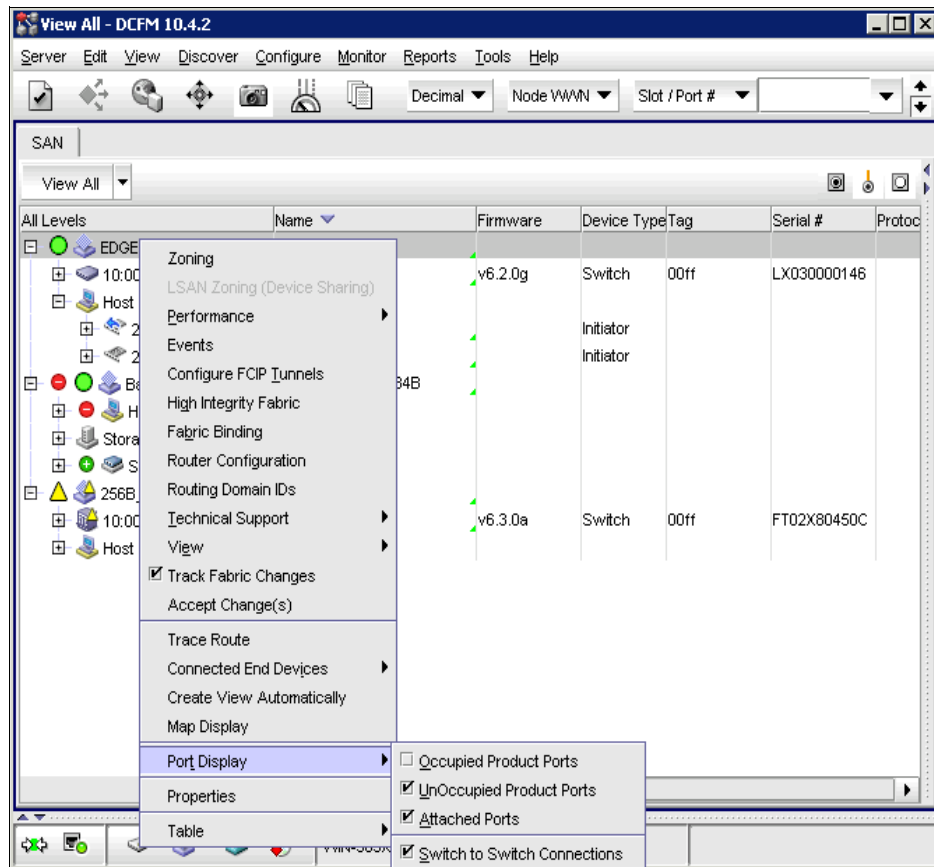 View All - DCFM 10.4.2
Server Edit View Discover Configure Monitor Reports Tools Help
Decimal Node WWN Slot / Port #
SAN
View All
All Levels Name Firmware Device Type Tag Serial # Protoc
EDGE
10:00 v6.2.0g Switch 00ff LX030000146
Host
2 Initiator
2 Initiator
Ba 84B
H
Stora
S
256B_
10:00 v6.3.0a Switch 00ff FT02X80450C
Host
Zoning
LSAN Zoning (Device Sharing)
Performance
Events
Configure FCIP Tunnels
High Integrity Fabric
Fabric Binding
Router Configuration
Routing Domain IDs
Technical Support
View
Track Fabric Changes
Accept Change(s)
Trace Route
Connected End Devices
Create View Automatically
Map Display
Port Display
Properties
Table
Occupied Product Ports
UnOccupied Product Ports
Attached Ports
Switch to Switch Connections